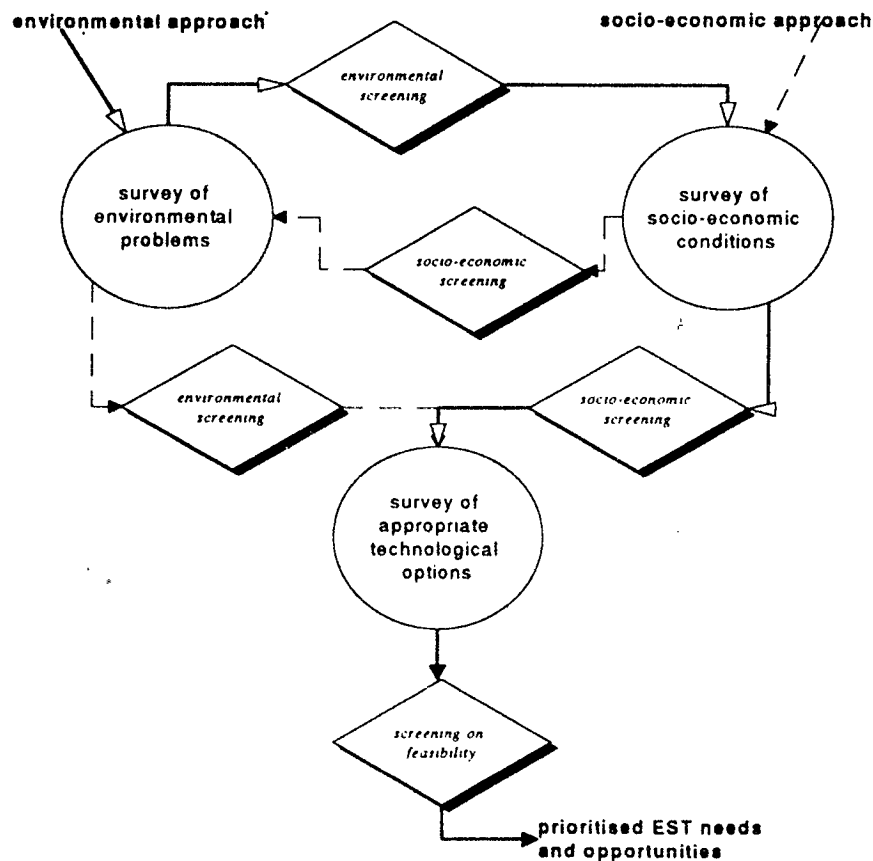 environmental approach
socio-economic approach
environmental
screening
survey of
environmental
problems
survey of
socio-economic
conditions
socio-economic
screening
environmental
screening
socio-economic
screening
survey of
appropriate
technological
options
screening on
feasibility
prioritised EST needs
and opportunities